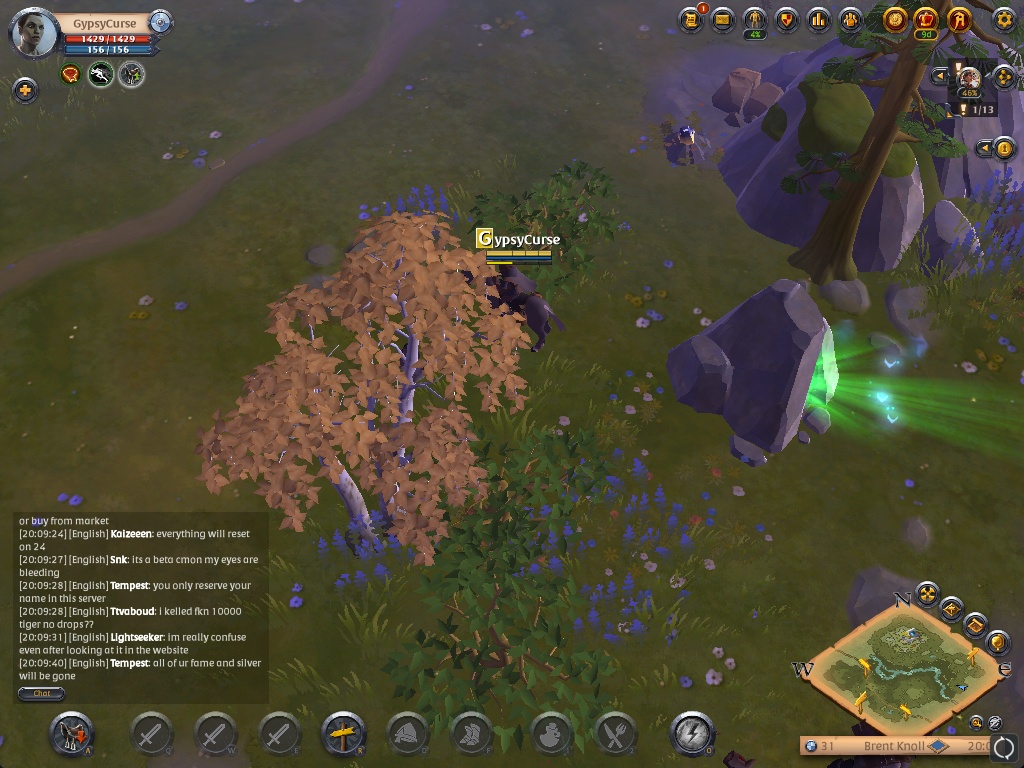 GypsyCurse
1429 / 1429
156 / 156
1
4%
9d
46%
1/13
GypsyCurse
or buy from market
[20:09:24] [English] Kaizeeen: everything will reset
on 24
[20:09:27] [English] Snk: its a beta cmon my eyes are
bleeding
[20:09:28] [English] Tempest: you only reserve your
name in this server
[20:09:28] [English] Ttvaboud: i kelled fkn 10000
tiger no drops??
[20:09:31] [English] Lightseeker: im really confuse
even after looking at it in the website
[20:09:40] [English] Tempest: all of ur fame and silver
will be gone
Chat
N
W
E
A
Q
W
E
R
31 Brent Knoll